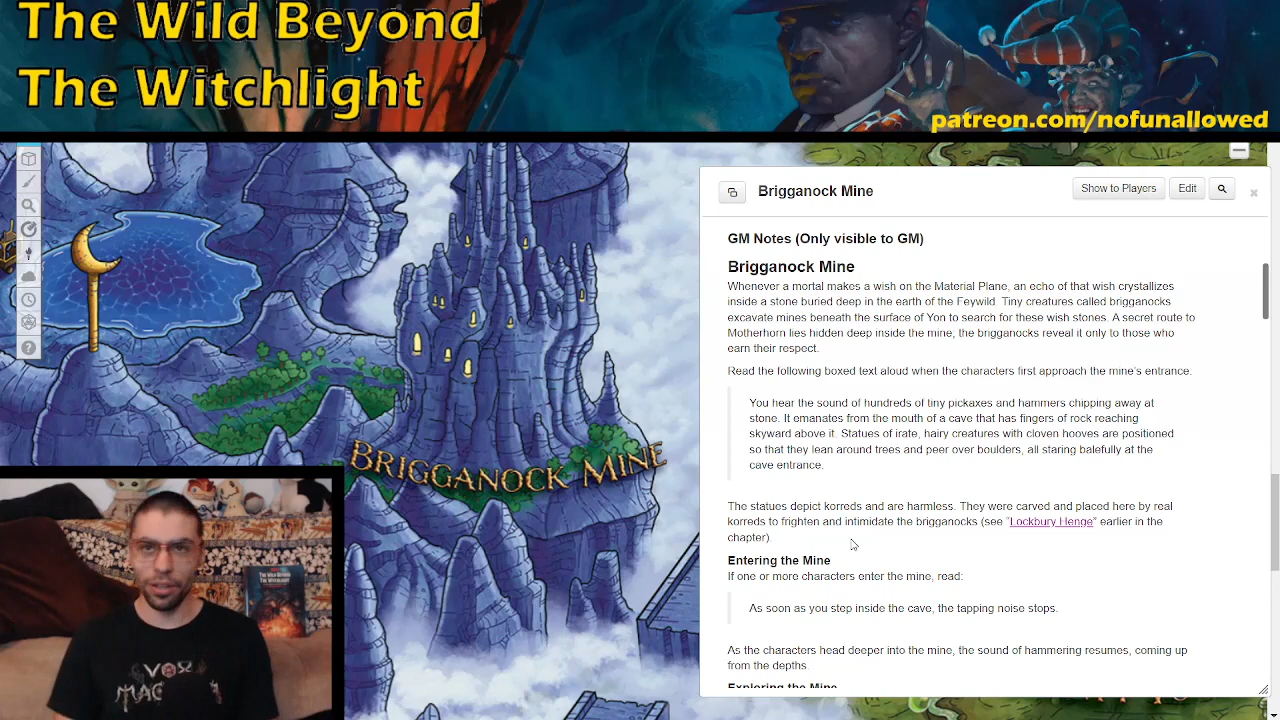 The Wild Beyond
The Witchlight
patreon.com/nofunallowed
BRIGGANOCK MINE
Brigganock Mine
Show to Players
Edit
GM Notes (Only visible to GM)
Brigganock Mine
Whenever a mortal makes a wish on the Material Plane, an echo of that wish crystallizes
inside a stone buried deep in the earth of the Feywild. Tiny creatures called brigganocks
excavate mines beneath the surface of Yon to search for these wish stones. A secret route to
Motherhorn lies hidden deep inside the mine; the brigganocks reveal it only to those who
earn their respect.
Read the following boxed text aloud when the characters first approach the mine's entrance.
You hear the sound of hundreds of tiny pickaxes and hammers chipping away at
stone. It emanates from the mouth of a cave that has fingers of rock reaching
skyward above it. Statues of irate, hairy creatures with cloven hooves are positioned
so that they lean around trees and peer over boulders, all staring balefully at the
cave entrance.
The statues depict korreds and are harmless. They were carved and placed here by real
korreds to frighten and intimidate the brigganocks (see "Lockbury Henge" earlier in the
chapter).
Entering the Mine
If one or more characters enter the mine, read:
As soon as you step inside the cave, the tapping noise stops.
As the characters head deeper into the mine, the sound of hammering resumes, coming up
from the depths.
Exploring the Mine
The Wild Beyond
The Witchlight